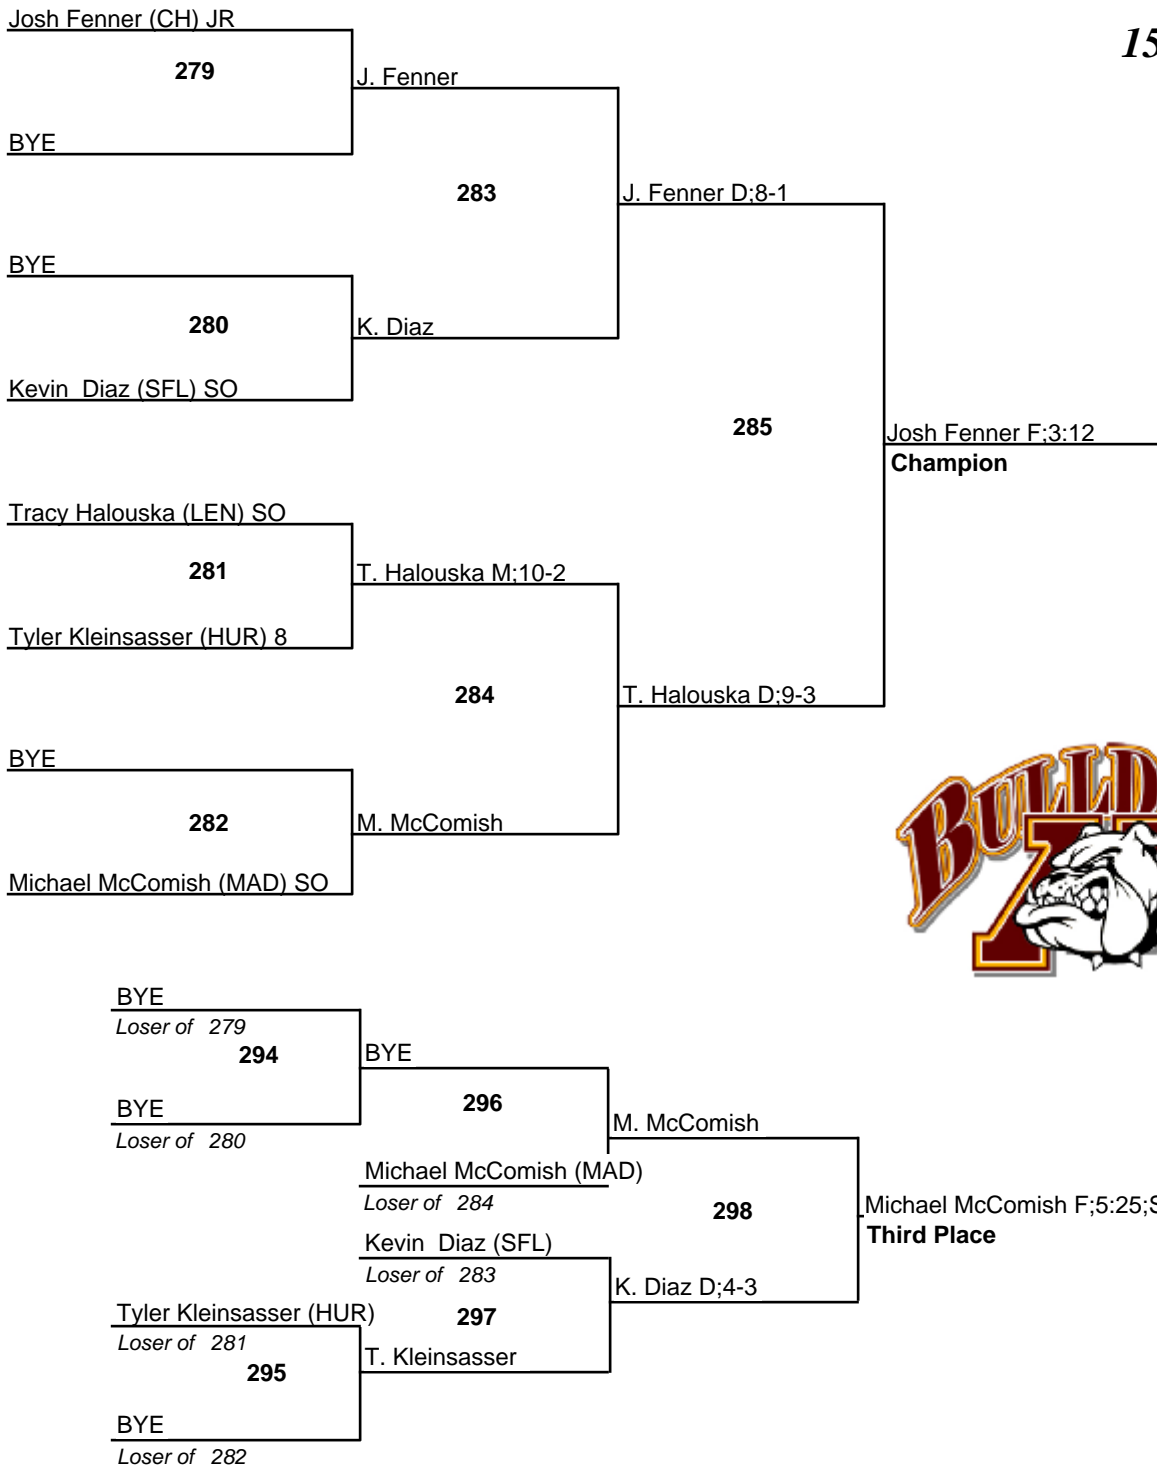 Josh Fenner (CH) JR
15
279
J. Fenner
BYE
283
J. Fenner D;8-1
BYE
280
K. Diaz
Kevin  Diaz (SFL) SO
285
Josh Fenner F;3:12
Champion
Tracy Halouska (LEN) SO
281
T. Halouska M;10-2
Tyler Kleinsasser (HUR) 8
284
T. Halouska D;9-3
BYE
282
M. McComish
Michael McComish (MAD) SO
BULLD
BYE
Loser of 279
294
BYE
BYE
Loser of 280
296
M. McComish
Michael McComish (MAD)
Loser of 284
298
Michael McComish F;5:25;S
Third Place
Kevin  Diaz (SFL)
Loser of 283
K. Diaz D;4-3
Tyler Kleinsasser (HUR)
297
Loser of 281
295
T. Kleinsasser
BYE
Loser of 282